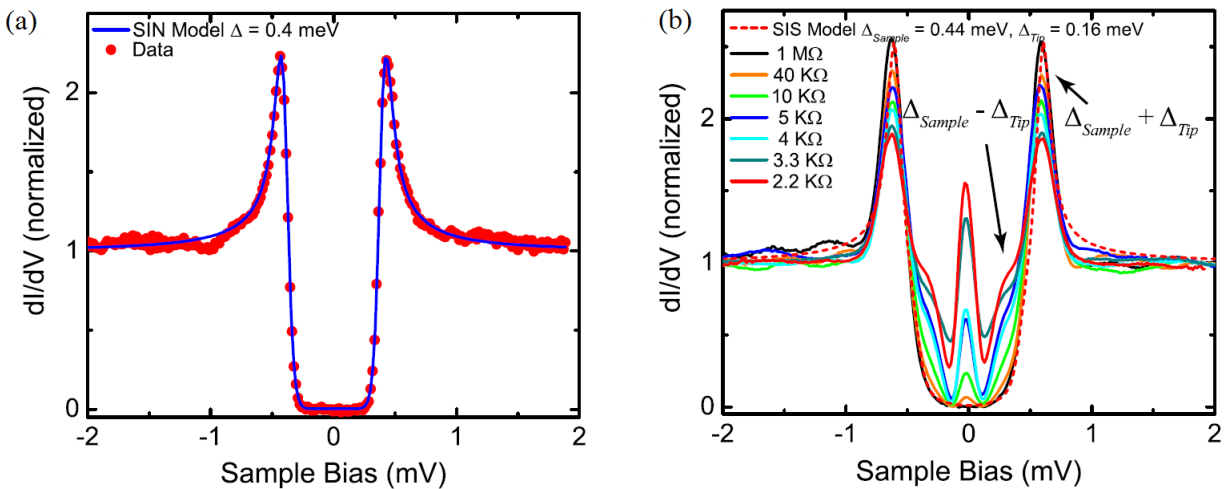 (a)
SIN Model Δ = 0.4 meV
Data
dI/dV (normalized)
2
1
0
-2 -1 0 1 2
Sample Bias (mV)
(b)
SIS Model Δ_Sample = 0.44 meV, Δ_Tip = 0.16 meV
1 MΩ
40 KΩ
10 KΩ
5 KΩ
4 KΩ
3.3 KΩ
2.2 KΩ
Δ_Sample - Δ_Tip
Δ_Sample + Δ_Tip
dI/dV (normalized)
2
1
0
-2 -1 0 1 2
Sample Bias (mV)